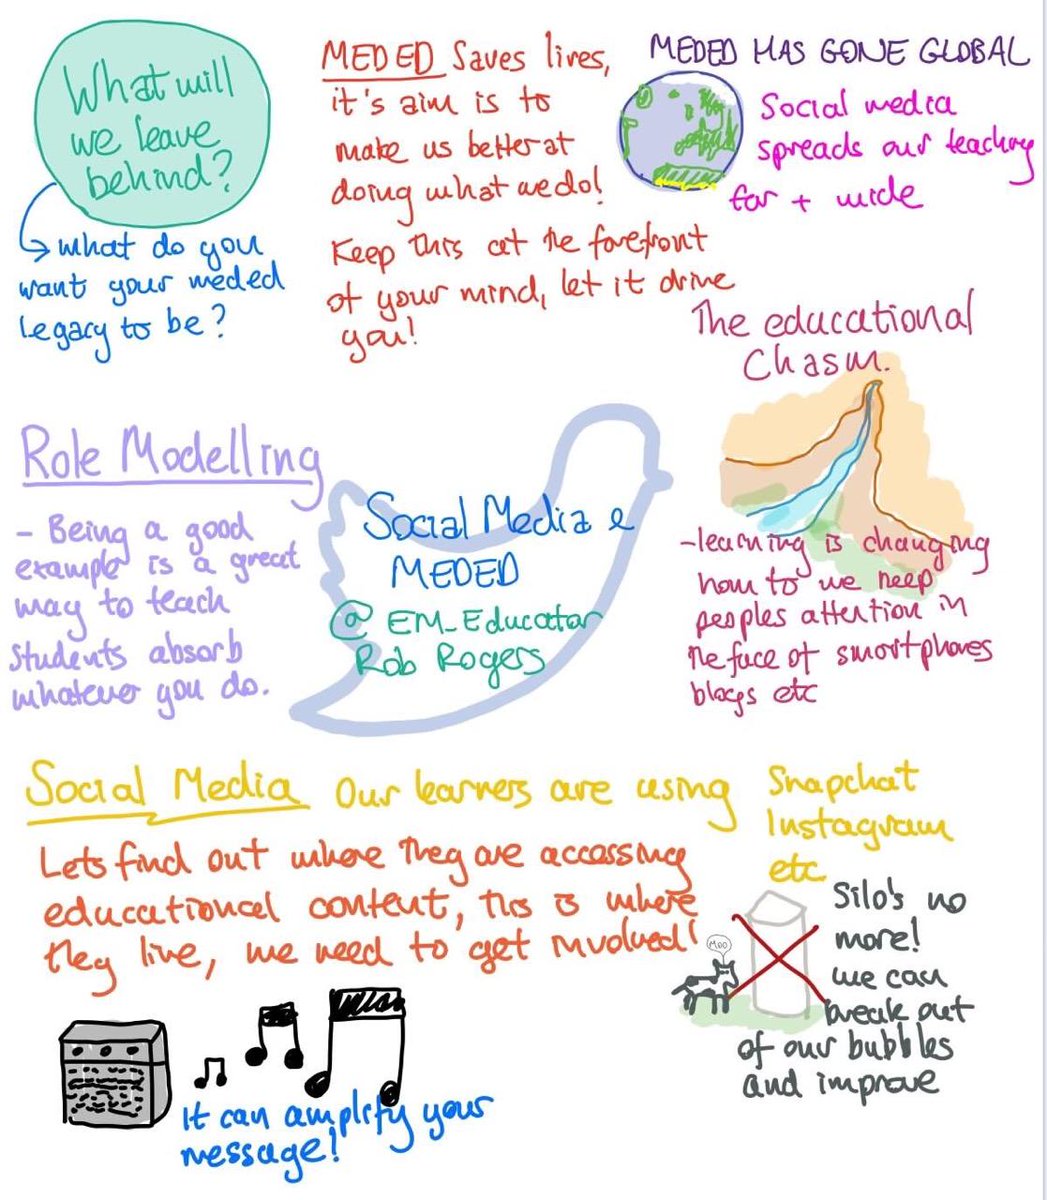 What will
we leave
behind?
what do you
want your meded
legacy to be?
MEDED Saves lives,
it's aim is to
make us better at
doing what we do!
Keep this at the forefront
of your mind, let it drive
you!
MEDED HAS GONE GLOBAL
Social media
spreads our teaching
far + wide
The educational
Chasm.
-learning is changing
how to we keep
peoples attention in
the face of smartphones
blogs etc
Role Modelling
- Being a good
example is a great
way to teach
students absorb
whatever you do.
Social Media e
MEDED
@EM_Educator
Rob Rogers
Social Media Our learners are using
Snapchat
Instagram
etc
Lets find out where they are accessing
educational content, this is where
they live, we need to get involved!
Silo's no
more!
we can
break out
of our bubbles
and improve
Moo
It can amplify your
message!